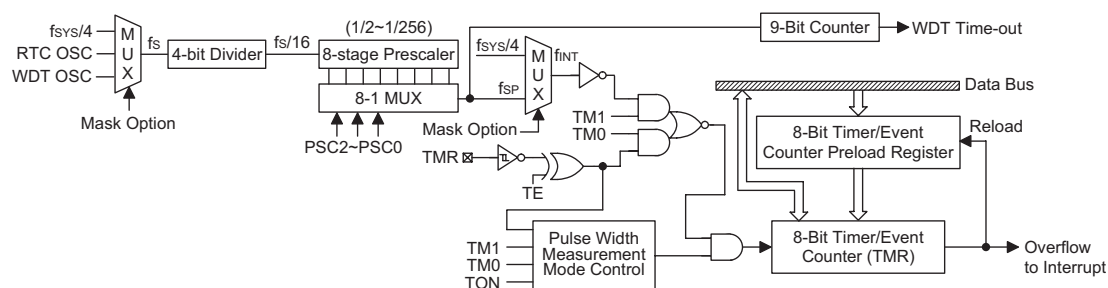 fSYS/4
RTC OSC
WDT OSC
MUX
Mask Option
fS
4-bit Divider
fS/16
(1/2~1/256)
8-stage Prescaler
8-1 MUX
PSC2~PSC0
fSYS/4
fSP
MUX
Mask Option
fINT
9-Bit Counter
WDT Time-out
TM1
TM0
TMR
TE
TM1
TM0
TON
Pulse Width
Measurement
Mode Control
Data Bus
8-Bit Timer/Event
Counter Preload Register
Reload
8-Bit Timer/Event
Counter (TMR)
Overflow
to Interrupt